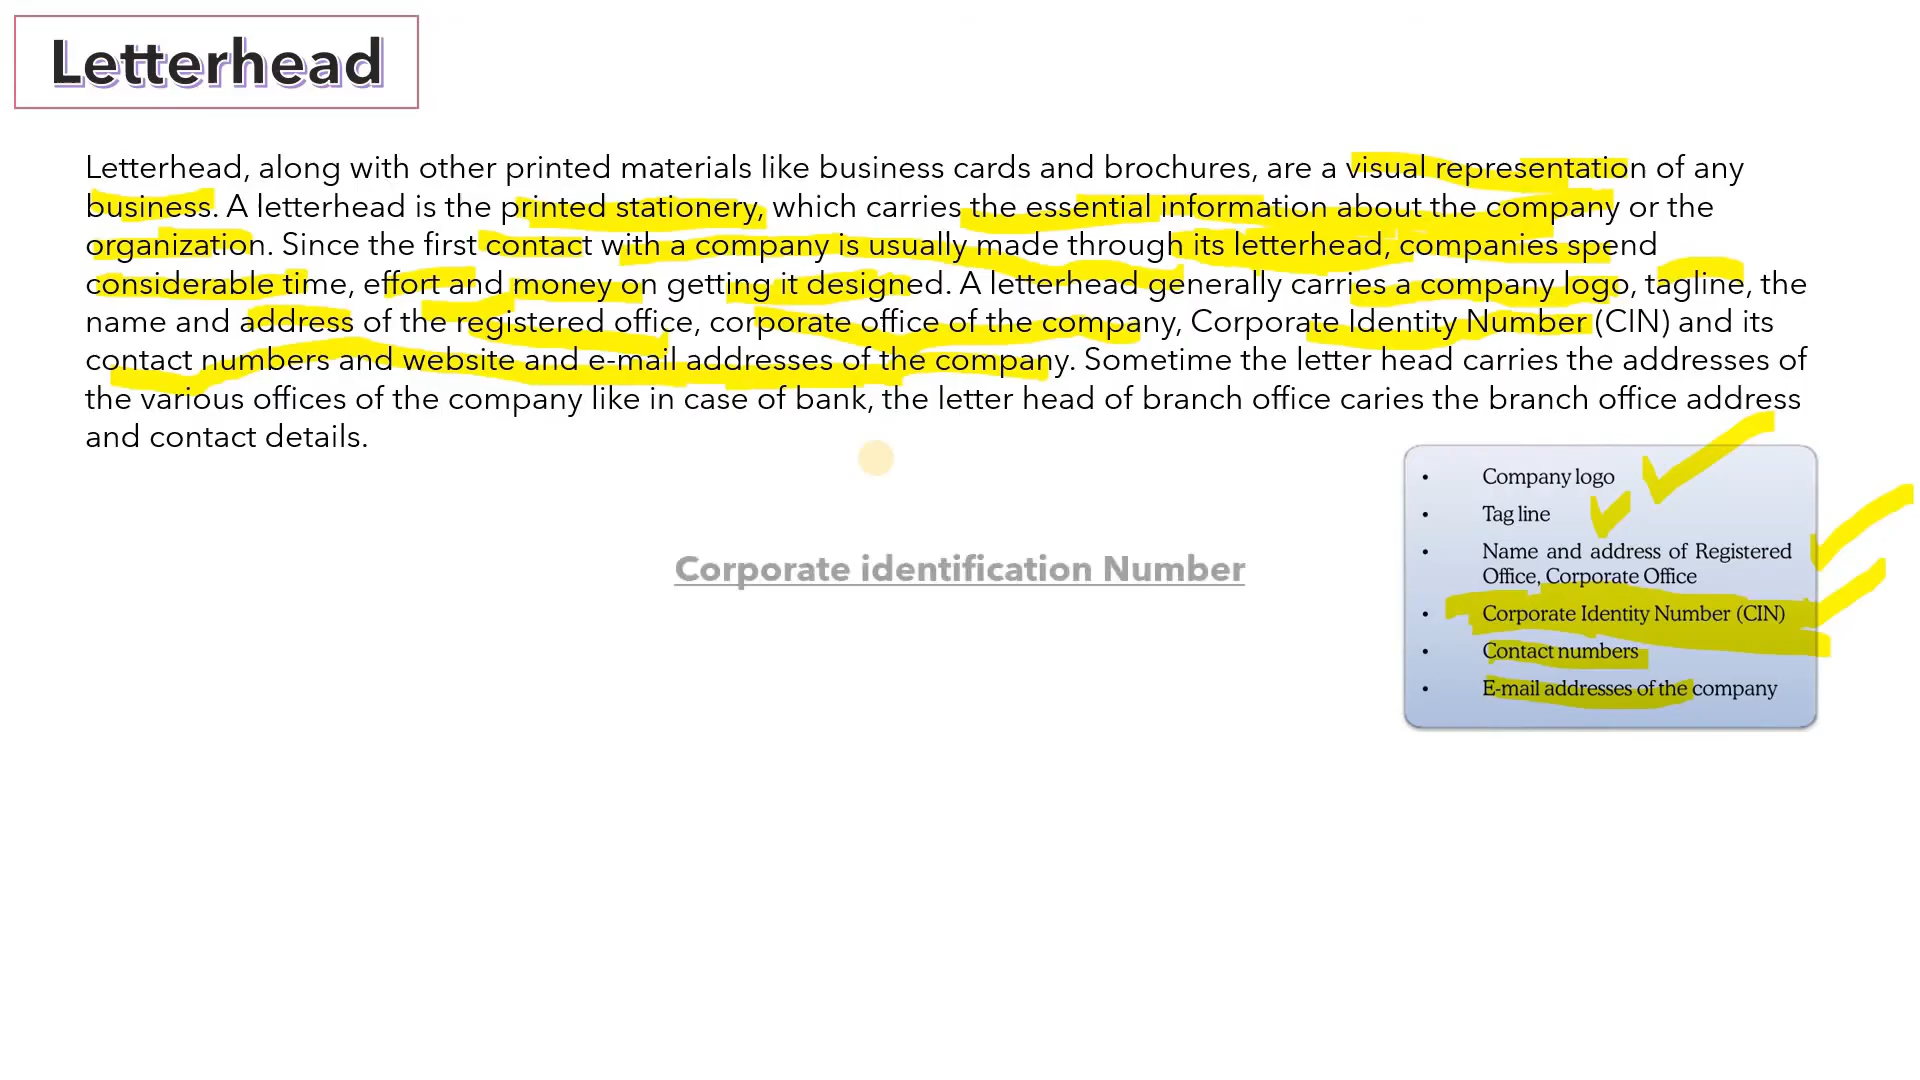 Letterhead
Letterhead, along with other printed materials like business cards and brochures, are a visual representation of any
business. A letterhead is the printed stationery, which carries the essential information about the company or the
organization. Since the first contact with a company is usually made through its letterhead, companies spend
considerable time, effort and money on getting it designed. A letterhead generally carries a company logo, tagline, the
name and address of the registered office, corporate office of the company, Corporate Identity Number (CIN) and its
contact numbers and website and e-mail addresses of the company. Sometime the letter head carries the addresses of
the various offices of the company like in case of bank, the letter head of branch office caries the branch office address
and contact details.
• Company logo
• Tag line
• Name and address of Registered
Office, Corporate Office
• Corporate Identity Number (CIN)
• Contact numbers
• E-mail addresses of the company
Corporate identification Number